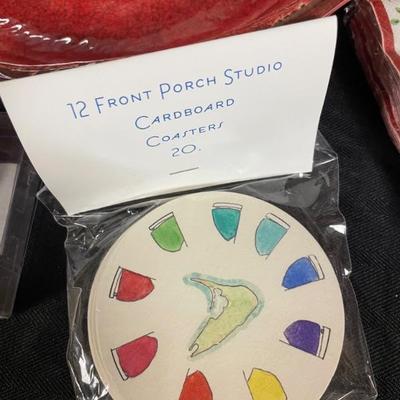 12 Front Porch Studio
Cardboard
Coasters
20.